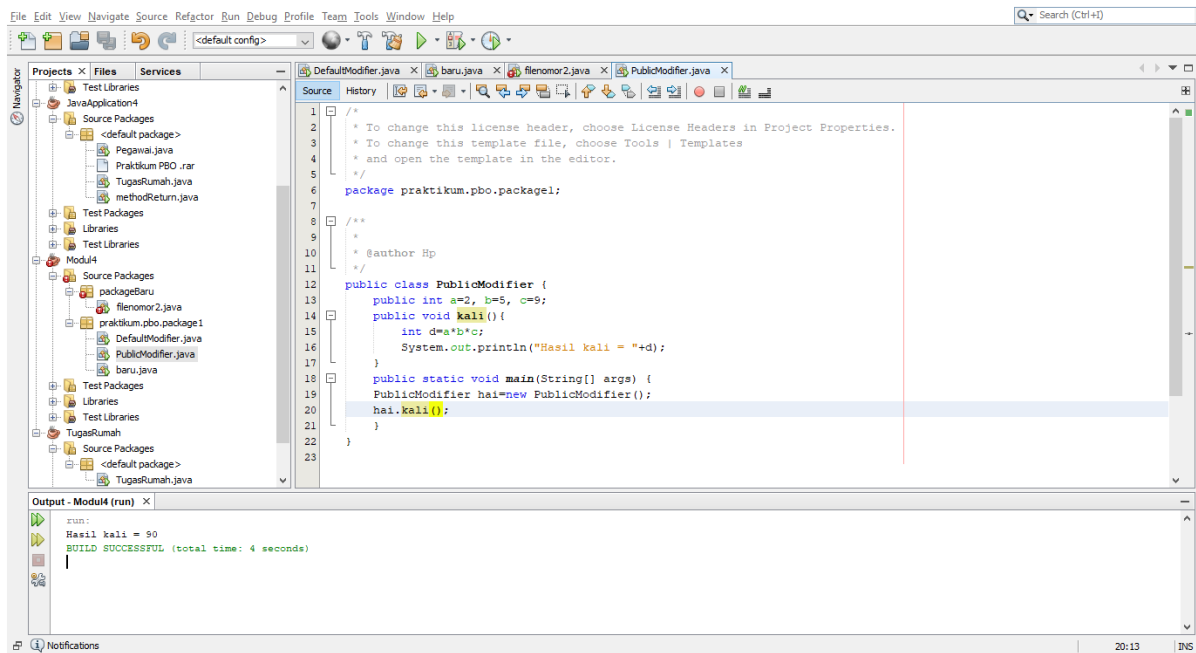 File Edit View Navigate Source Refactor Run Debug Profile Team Tools Window Help
Search (Ctrl+I)
<default config>
Projects Files Services
Navigator
Test Libraries
JavaApplication4
Source Packages
<default package>
Pegawai.java
Praktikum PBO .rar
TugasRumah.java
methodReturn.java
Test Packages
Libraries
Test Libraries
Modul4
Source Packages
packageBaru
filenomor2.java
praktikum.pbo.package1
DefaultModifier.java
PublicModifier.java
baru.java
Test Packages
Libraries
Test Libraries
TugasRumah
Source Packages
<default package>
TugasRumah.java
DefaultModifier.java baru.java filenomor2.java PublicModifier.java
Source History
1 /*
2 * To change this license header, choose License Headers in Project Properties.
3 * To change this template file, choose Tools | Templates
4 * and open the template in the editor.
5 */
6 package praktikum.pbo.package1;
7
8 /**
9 *
10 * @author Hp
11 */
12 public class PublicModifier {
13 public int a=2, b=5, c=9;
14 public void kali(){
15 int d=a*b*c;
16 System.out.println("Hasil kali = "+d);
17 }
18 public static void main(String[] args) {
19 PublicModifier hai=new PublicModifier();
20 hai.kali();
21 }
22 }
23
Output - Modul4 (run)
run:
Hasil kali = 90
BUILD SUCCESSFUL (total time: 4 seconds)
Notifications
20:13 INS